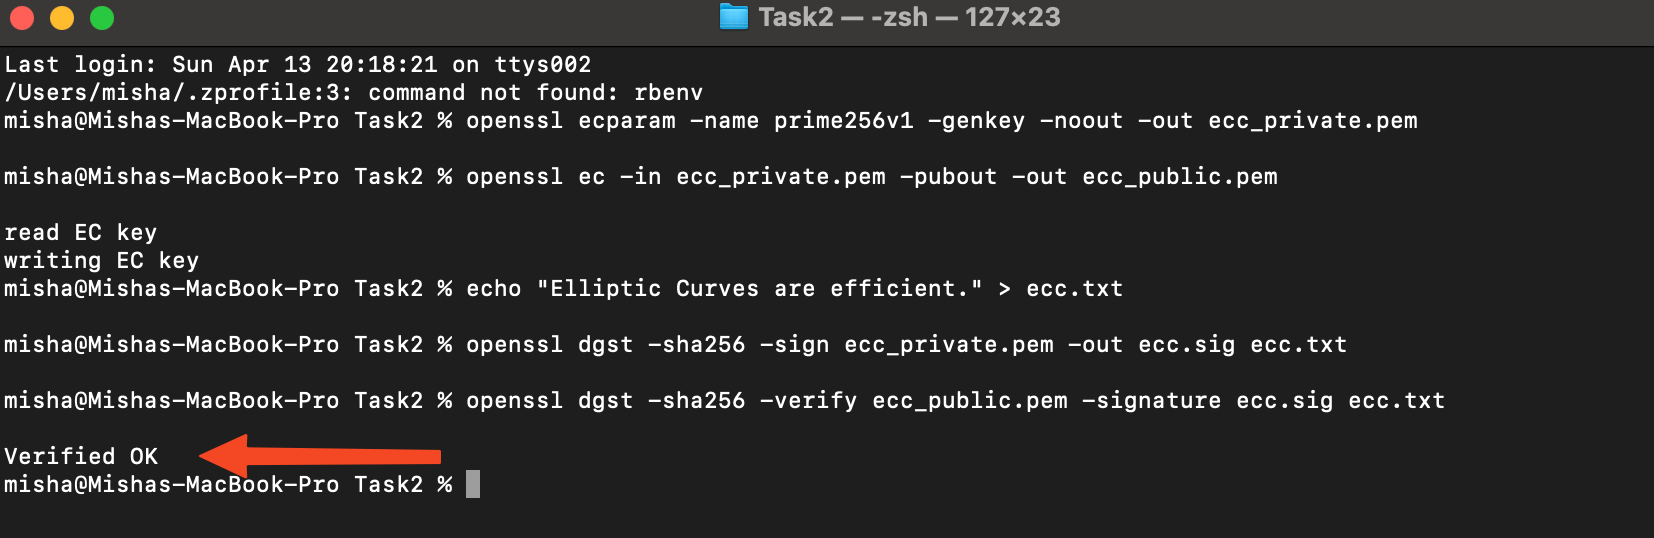 Task2 — -zsh — 127×23
Last login: Sun Apr 13 20:18:21 on ttys002
/Users/misha/.zprofile:3: command not found: rbenv
misha@Mishas-MacBook-Pro Task2 % openssl ecparam -name prime256v1 -genkey -noout -out ecc_private.pem
misha@Mishas-MacBook-Pro Task2 % openssl ec -in ecc_private.pem -pubout -out ecc_public.pem
read EC key
writing EC key
misha@Mishas-MacBook-Pro Task2 % echo "Elliptic Curves are efficient." > ecc.txt
misha@Mishas-MacBook-Pro Task2 % openssl dgst -sha256 -sign ecc_private.pem -out ecc.sig ecc.txt
misha@Mishas-MacBook-Pro Task2 % openssl dgst -sha256 -verify ecc_public.pem -signature ecc.sig ecc.txt
Verified OK
misha@Mishas-MacBook-Pro Task2 %